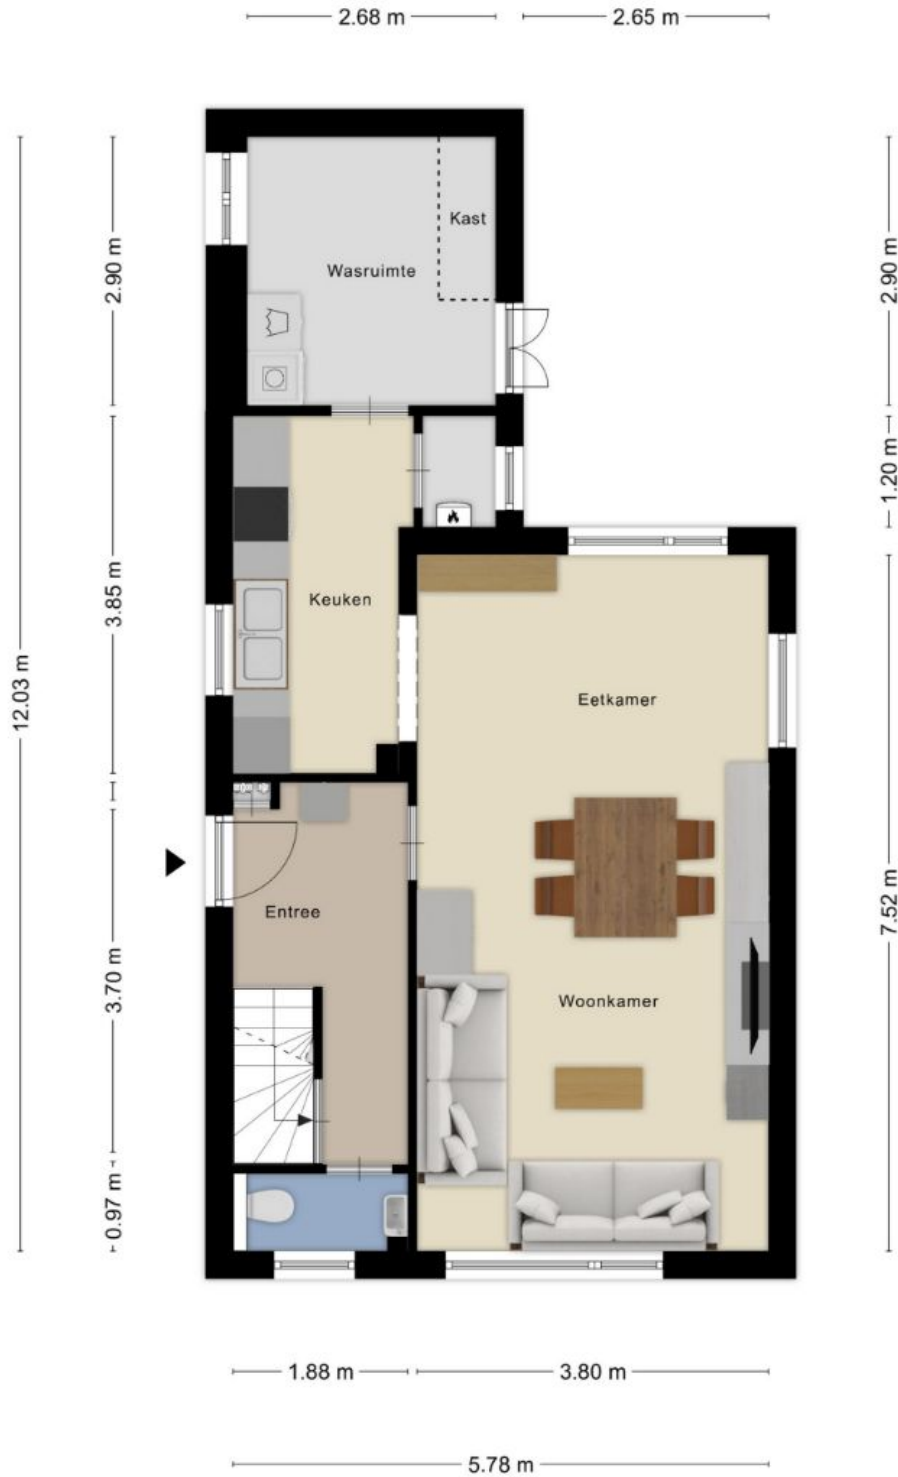 2.68 m
2.65 m
Kast
Wasruimte
2.90 m
2.90 m
1.20 m
3.85 m
Keuken
12.03 m
Eetkamer
7.52 m
Entree
3.70 m
Woonkamer
0.97 m
1.88 m
3.80 m
5.78 m